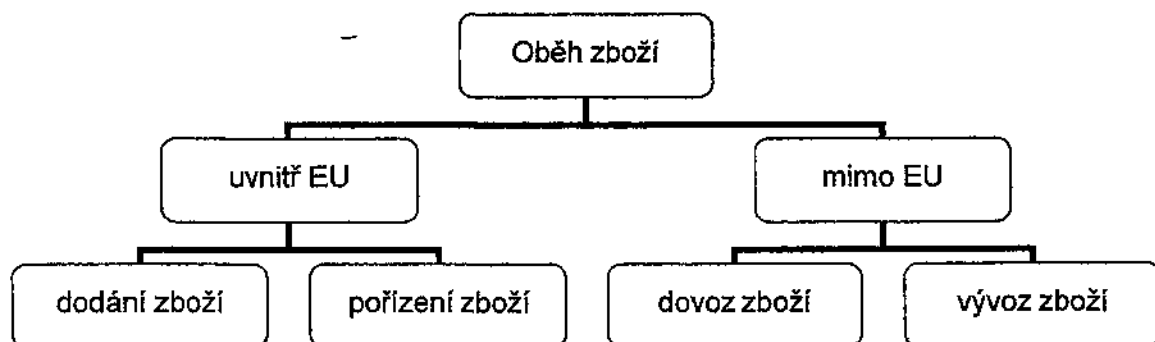 Oběh zboží
uvnitř EU
mimo EU
dodání zboží
pořízení zboží
dovoz zboží
vývoz zboží